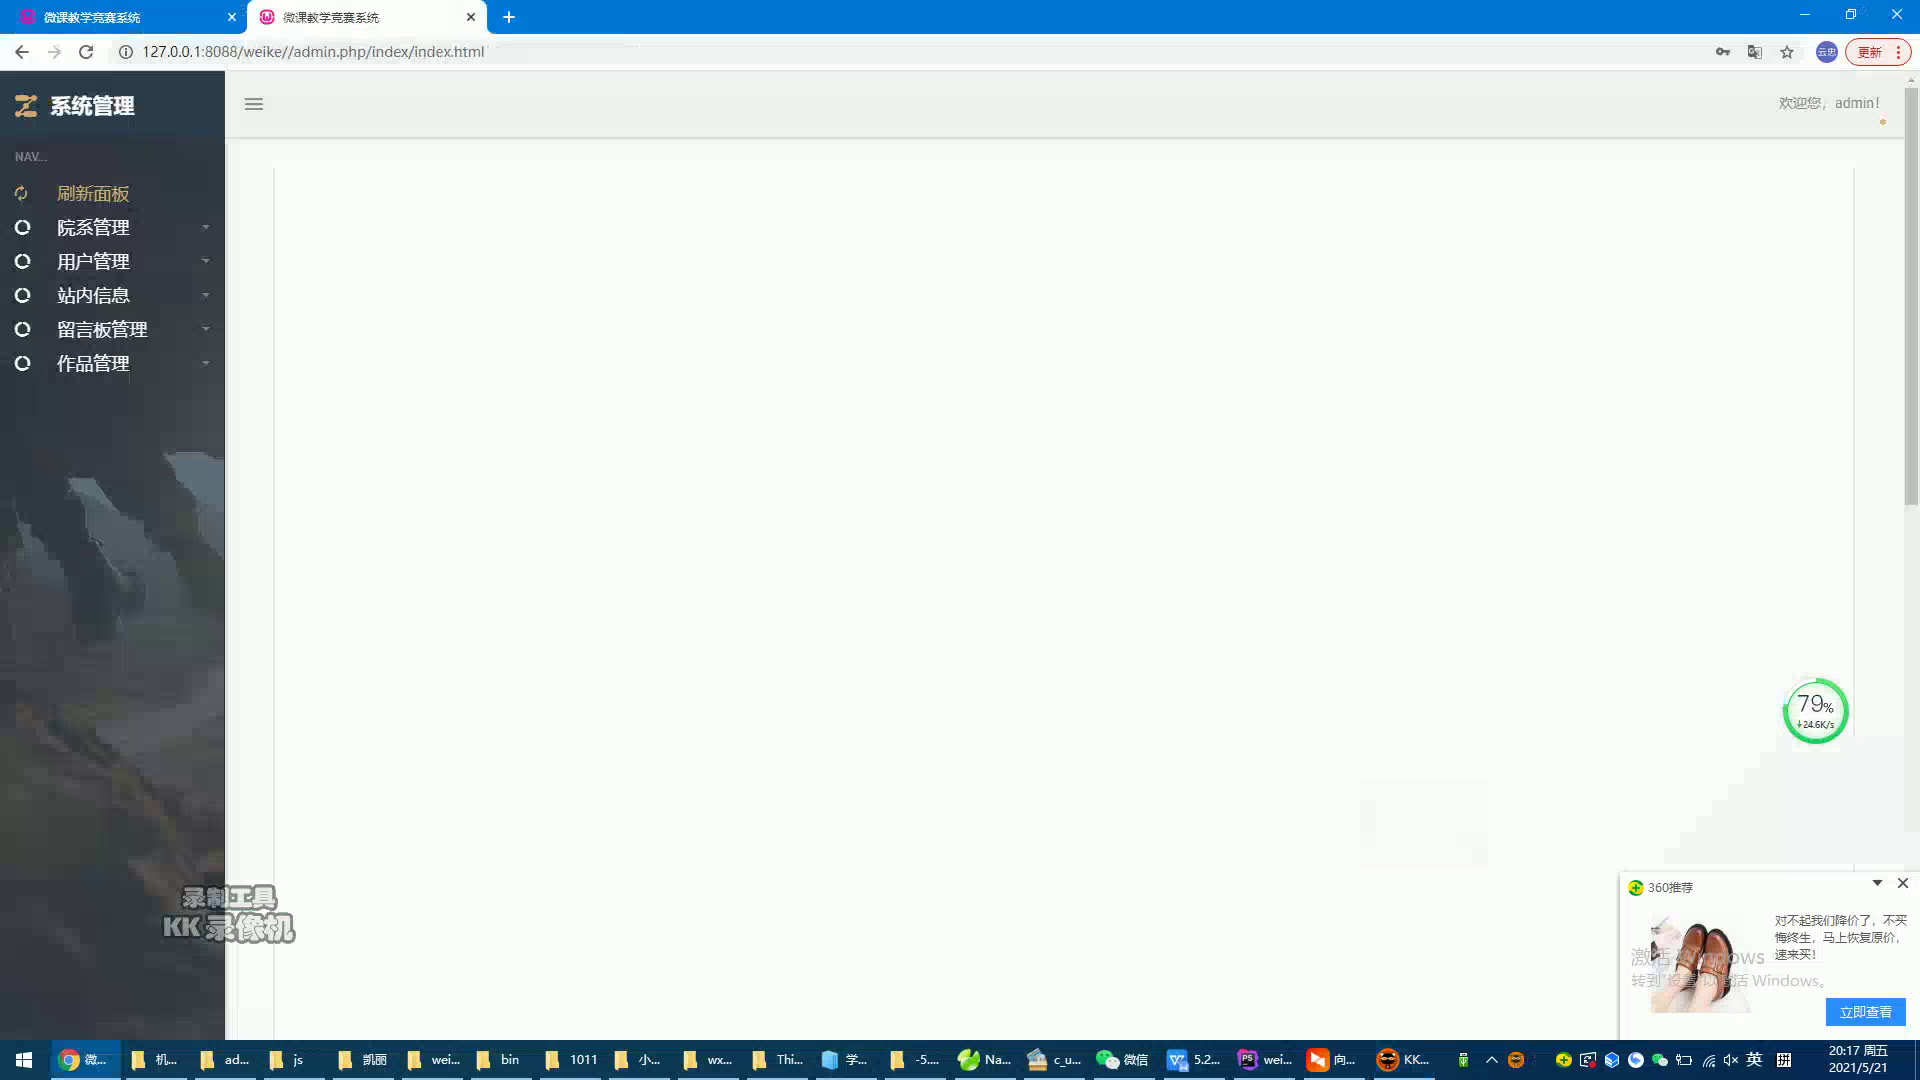 微课教学竞赛系统
微课教学竞赛系统
127.0.0.1:8088/weike//admin.php/index/index.html
云忠
更新
系统管理
欢迎您，admin!
NAV...
刷新面板
院系管理
用户管理
站内信息
留言板管理
作品管理
79%
↓24.6K/s
录制工具
KK 录像机
360推荐
对不起我们降价了，不买
悔终生，马上恢复原价，
速来买!
激活 Windows
转到"设置"以激活 Windows。
立即查看
微... 机... ad... js 凯丽 wei... bin 1011 小... wx... Thi... 学... -5.... Na... c_u... 微信 5.2... wei... 向... KK... 英 拼
20:17 周五
2021/5/21